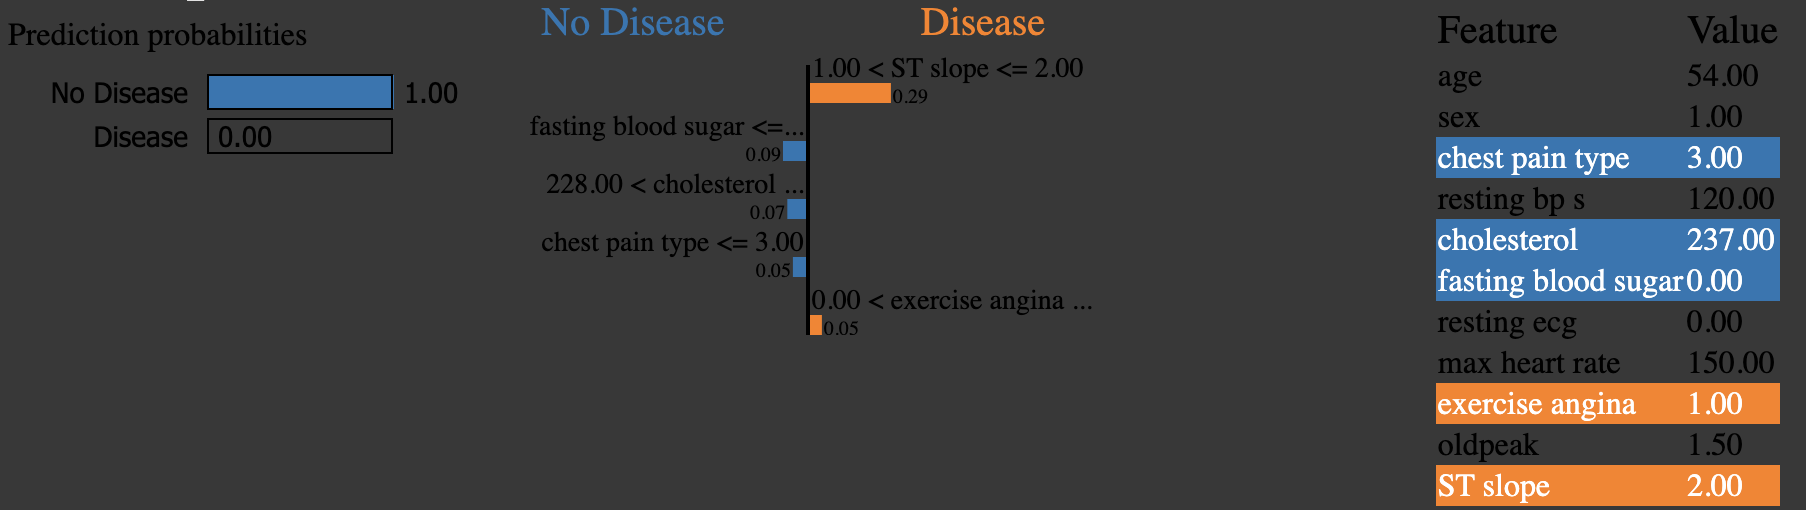 Prediction probabilities
No Disease 1.00
Disease 0.00
No Disease Disease
1.00 < ST slope <= 2.00
0.29
fasting blood sugar <=...
0.09
228.00 < cholesterol ...
0.07
chest pain type <= 3.00
0.05
0.00 < exercise angina ...
0.05
Feature Value
age 54.00
sex 1.00
chest pain type 3.00
resting bp s 120.00
cholesterol 237.00
fasting blood sugar 0.00
resting ecg 0.00
max heart rate 150.00
exercise angina 1.00
oldpeak 1.50
ST slope 2.00